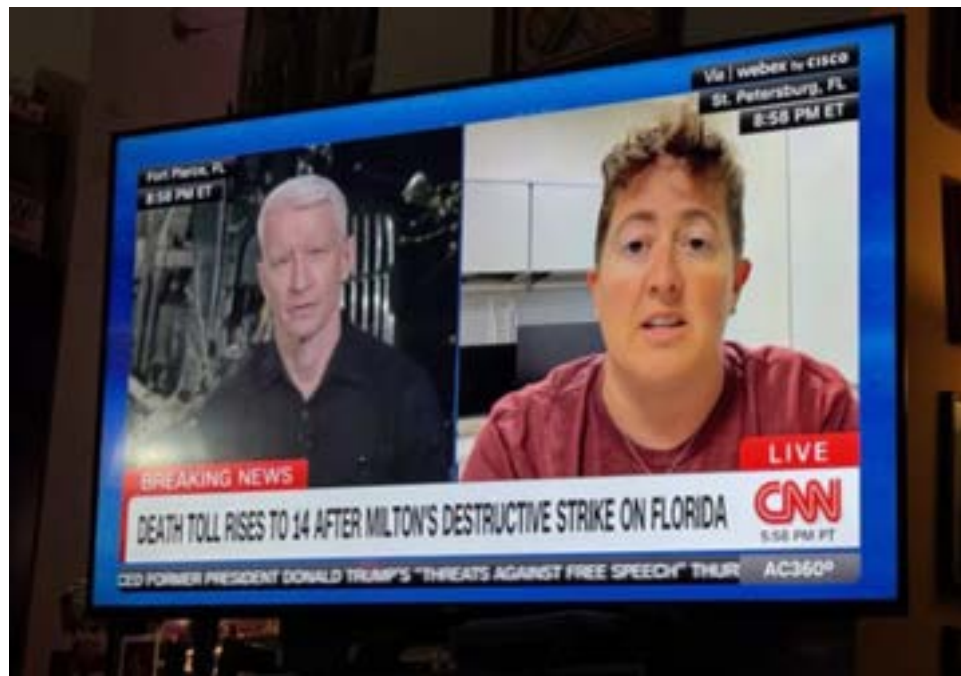 Via | webex by CISCO
St. Petersburg, FL
8:58 PM ET
Fort Pierce, FL
8:58 PM ET
BREAKING NEWS
LIVE
DEATH TOLL RISES TO 14 AFTER MILTON'S DESTRUCTIVE STRIKE ON FLORIDA
CNN
5:58 PM PT
CED FORMER PRESIDENT DONALD TRUMP'S "THREATS AGAINST FREE SPEECH" THUR
AC360º